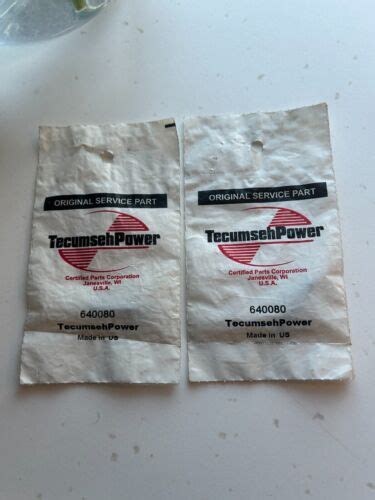 ORIGINAL SERVICE PART
TecumsehPower
Certified Parts Corporation
Janesville, WI
U.S.A.
640080
TecumsehPower
Made in US
ORIGINAL SERVICE PART
TecumsehPower
Certified Parts Corporation
Janesville, WI
U.S.A.
640080
TecumsehPower
Made in US